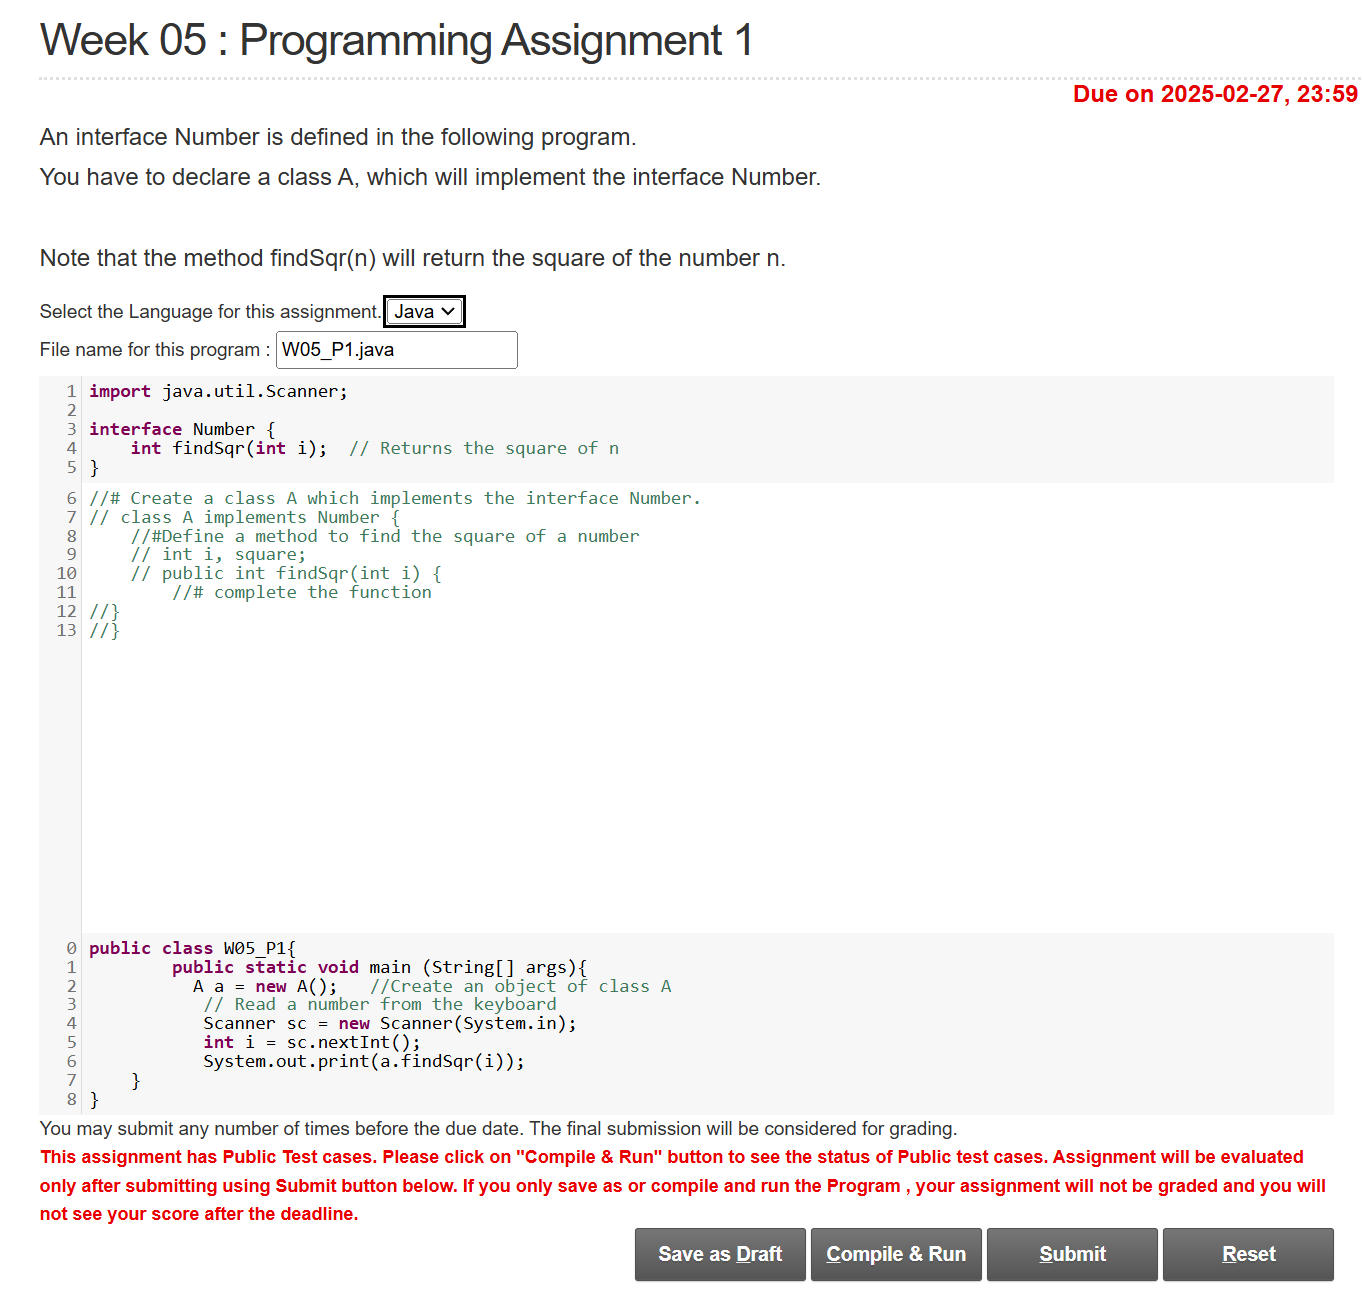 Week 05 : Programming Assignment 1
Due on 2025-02-27, 23:59
An interface Number is defined in the following program.
You have to declare a class A, which will implement the interface Number.
Note that the method findSqr(n) will return the square of the number n.
Select the Language for this assignment. Java
File name for this program : W05_P1.java
1 import java.util.Scanner;
2
3 interface Number {
4     int findSqr(int i);  // Returns the square of n
5 }
6 //# Create a class A which implements the interface Number.
7 // class A implements Number {
8     //#Define a method to find the square of a number
9     // int i, square;
10     // public int findSqr(int i) {
11         //# complete the function
12 //}
13 //}
0 public class W05_P1{
1         public static void main (String[] args){
2           A a = new A();   //Create an object of class A
3            // Read a number from the keyboard
4            Scanner sc = new Scanner(System.in);
5            int i = sc.nextInt();
6            System.out.print(a.findSqr(i));
7     }
8 }
You may submit any number of times before the due date. The final submission will be considered for grading.
This assignment has Public Test cases. Please click on "Compile & Run" button to see the status of Public test cases. Assignment will be evaluated
only after submitting using Submit button below. If you only save as or compile and run the Program , your assignment will not be graded and you will
not see your score after the deadline.
Save as Draft Compile & Run Submit Reset